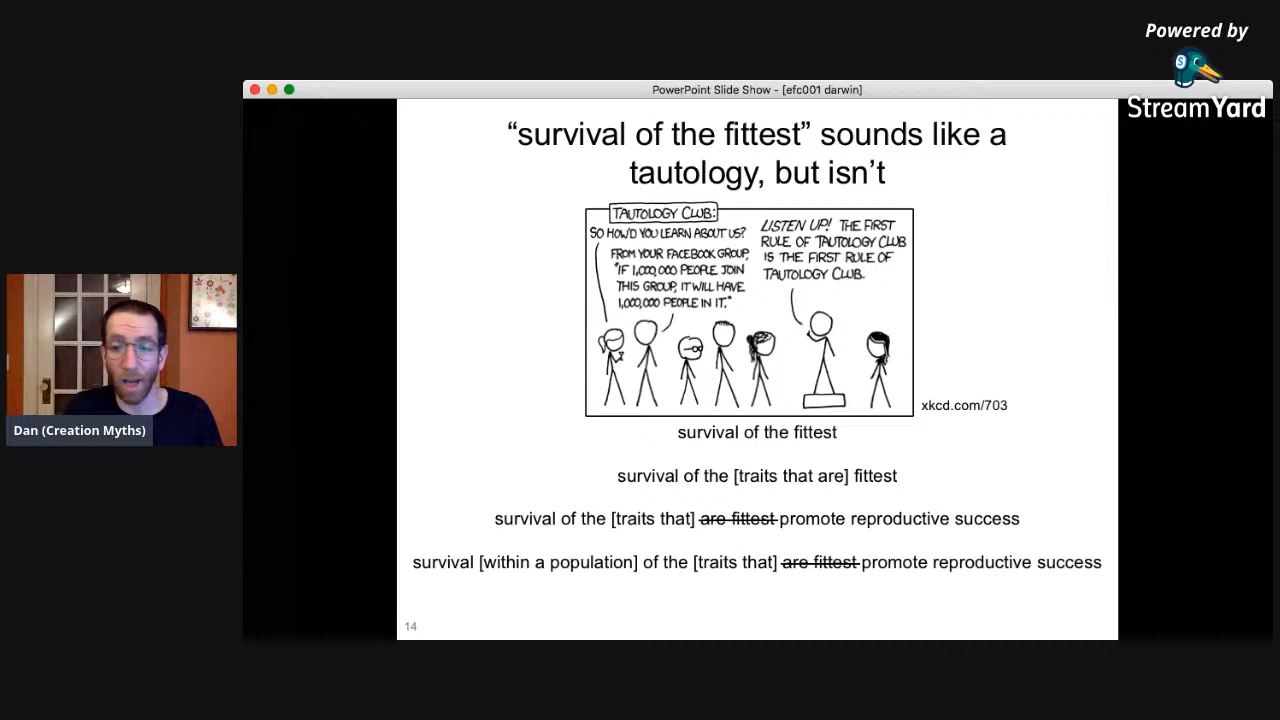 Powered by
StreamYard
PowerPoint Slide Show - [efc001 darwin]
“survival of the fittest” sounds like a
tautology, but isn’t
TAUTOLOGY CLUB:
SO HOW'D YOU LEARN ABOUT US?
FROM YOUR FACEBOOK GROUP,
"IF 1,000,000 PEOPLE JOIN
THIS GROUP, IT WILL HAVE
1,000,000 PEOPLE IN IT."
LISTEN UP! THE FIRST
RULE OF TAUTOLOGY CLUB
IS THE FIRST RULE OF
TAUTOLOGY CLUB.
xkcd.com/703
survival of the fittest
survival of the [traits that are] fittest
survival of the [traits that] are fittest promote reproductive success
survival [within a population] of the [traits that] are fittest promote reproductive success
14
Dan (Creation Myths)